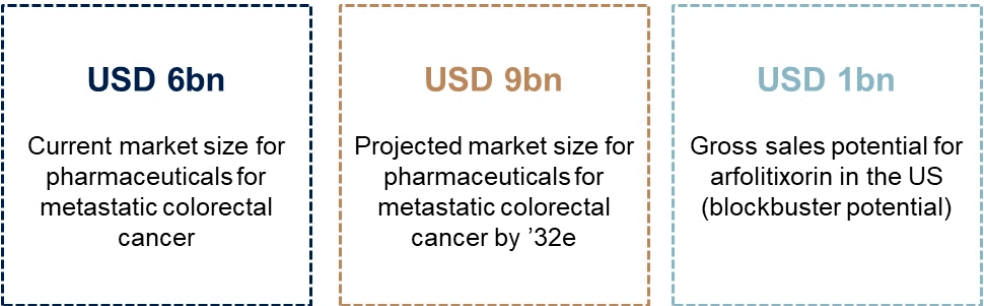 USD 6bn
Current market size for
pharmaceuticals for
metastatic colorectal
cancer
USD 9bn
Projected market size for
pharmaceuticals for
metastatic colorectal
cancer by ’32e
USD 1bn
Gross sales potential for
arfolitixorin in the US
(blockbuster potential)